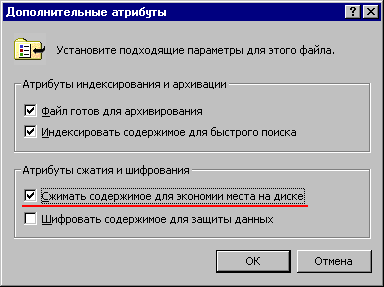 Дополнительные атрибуты
Установите подходящие параметры для этого файла.
Атрибуты индексирования и архивации
Файл готов для архивирования
Индексировать содержимое для быстрого поиска
Атрибуты сжатия и шифрования
Сжимать содержимое для экономии места на диске
Шифровать содержимое для защиты данных
ОК
Отмена